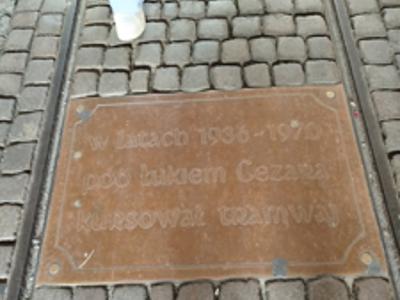 w latach 1936-1970
pod Łukiem Cezara
kursował tramwaj